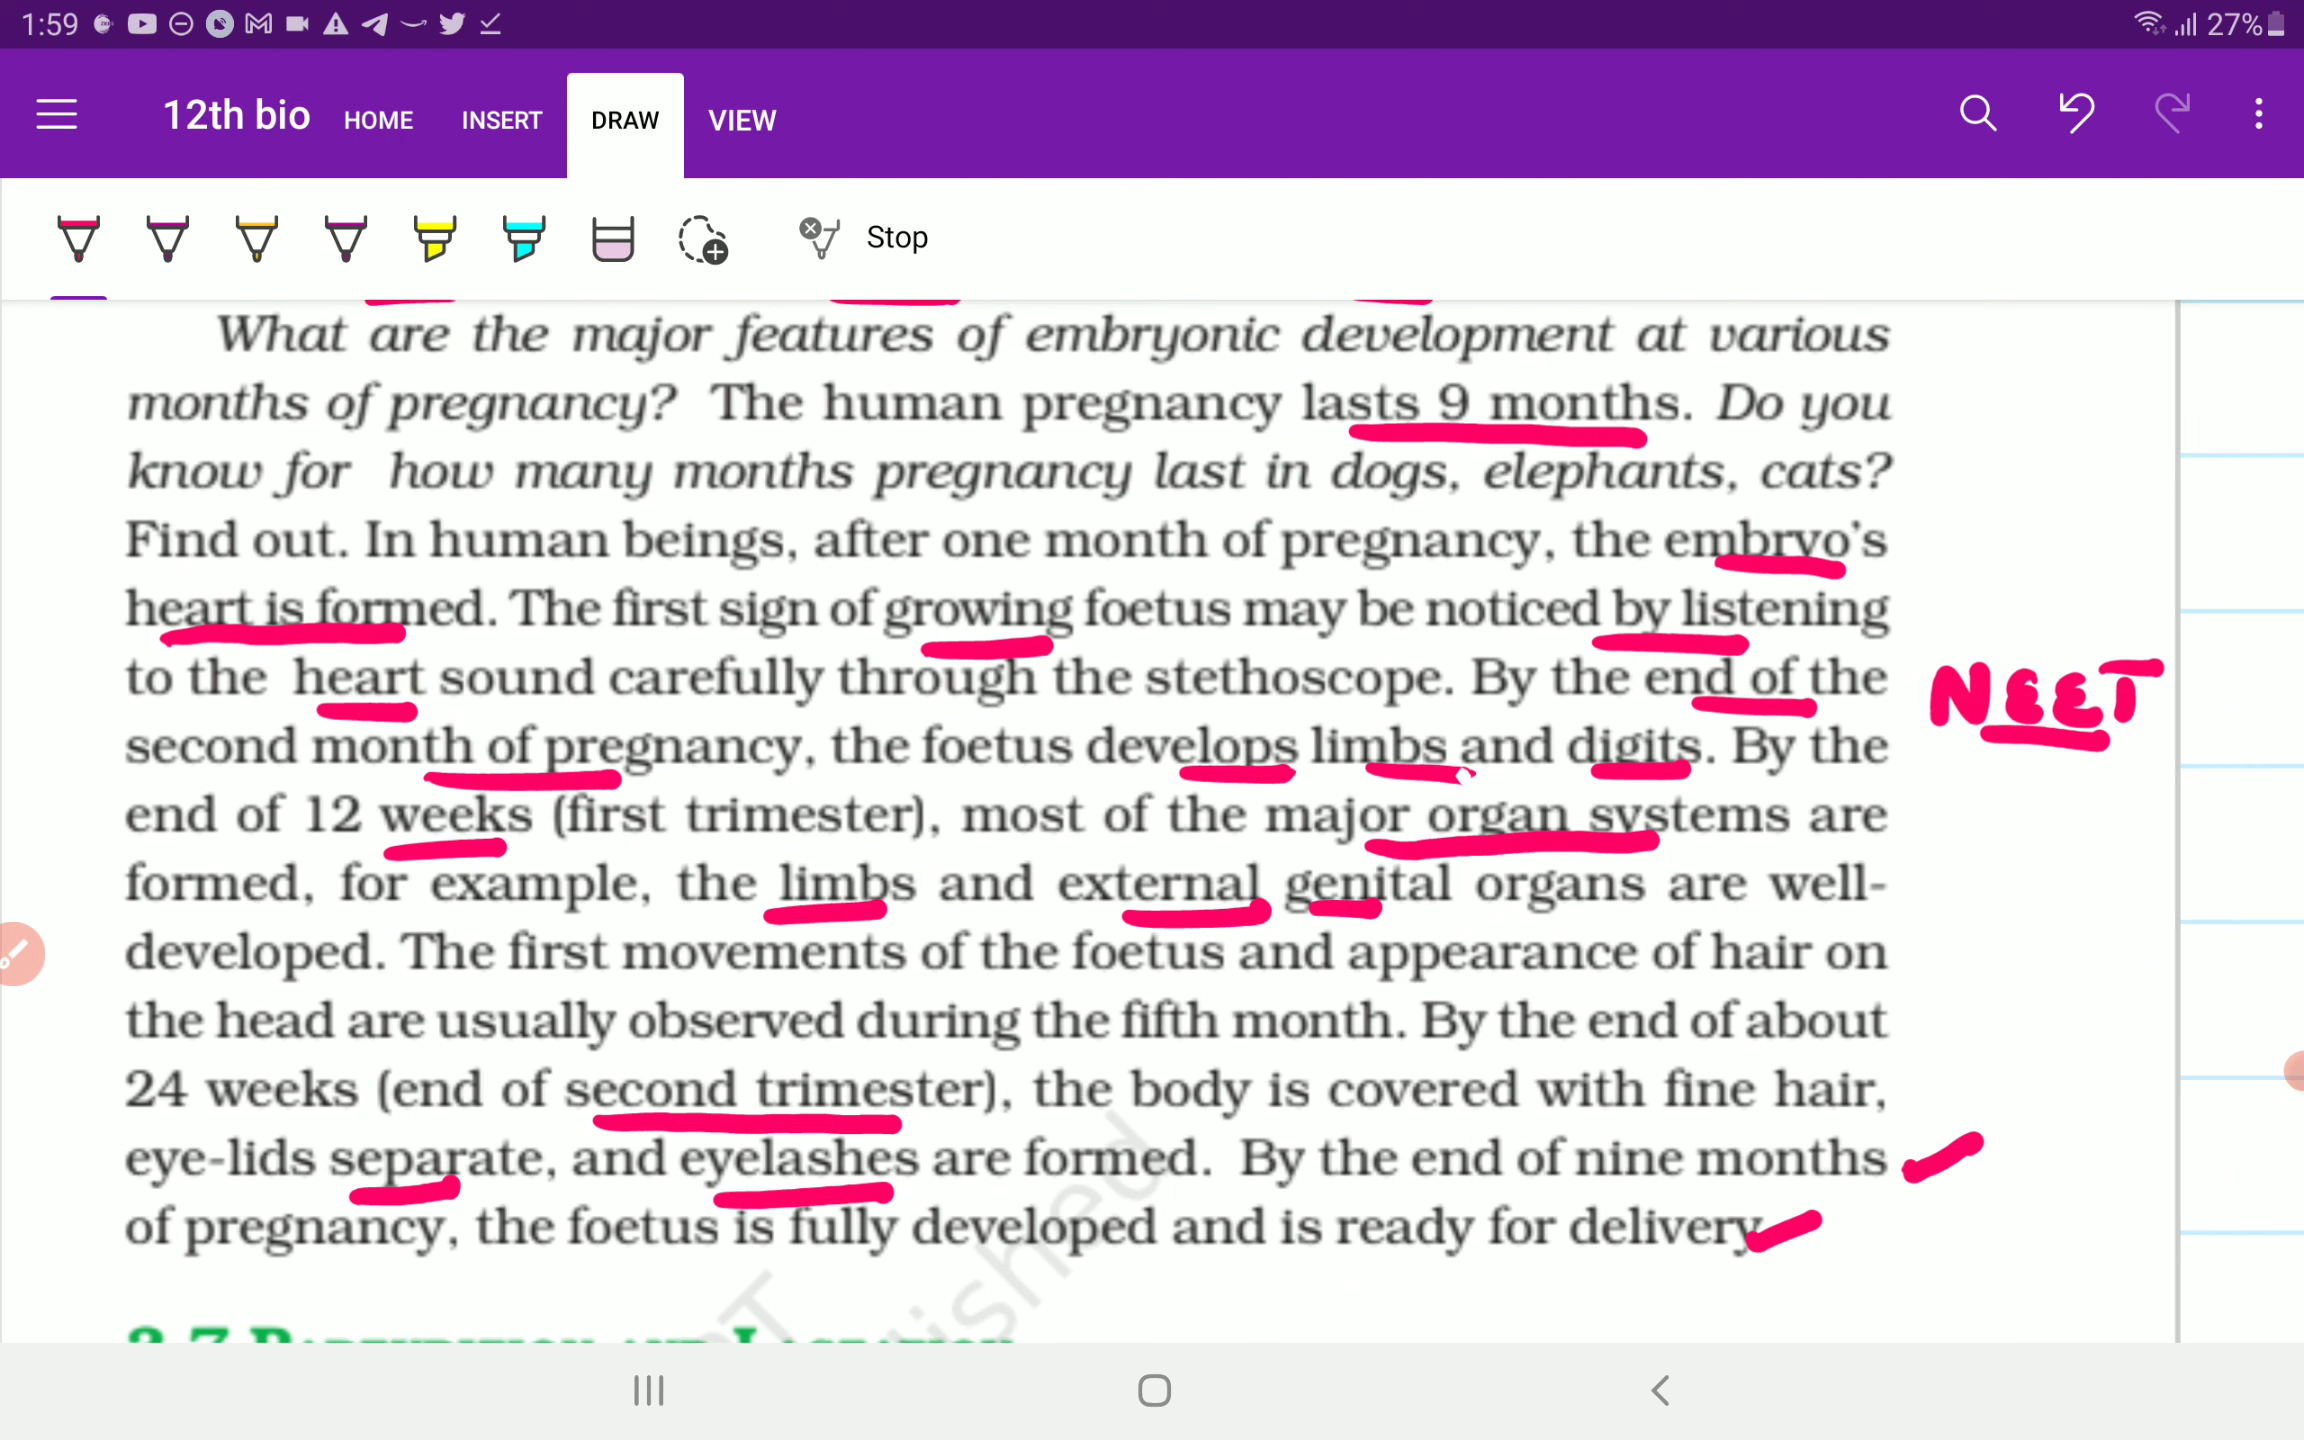 1:59 27%
12th bio HOME INSERT DRAW VIEW
Stop
What are the major features of embryonic development at various
months of pregnancy? The human pregnancy lasts 9 months. Do you
know for how many months pregnancy last in dogs, elephants, cats?
Find out. In human beings, after one month of pregnancy, the embryo's
heart is formed. The first sign of growing foetus may be noticed by listening
to the heart sound carefully through the stethoscope. By the end of the
NEET
second month of pregnancy, the foetus develops limbs and digits. By the
end of 12 weeks (first trimester), most of the major organ systems are
formed, for example, the limbs and external genital organs are well-
developed. The first movements of the foetus and appearance of hair on
the head are usually observed during the fifth month. By the end of about
24 weeks (end of second trimester), the body is covered with fine hair,
eye-lids separate, and eyelashes are formed. By the end of nine months
of pregnancy, the foetus is fully developed and is ready for delivery